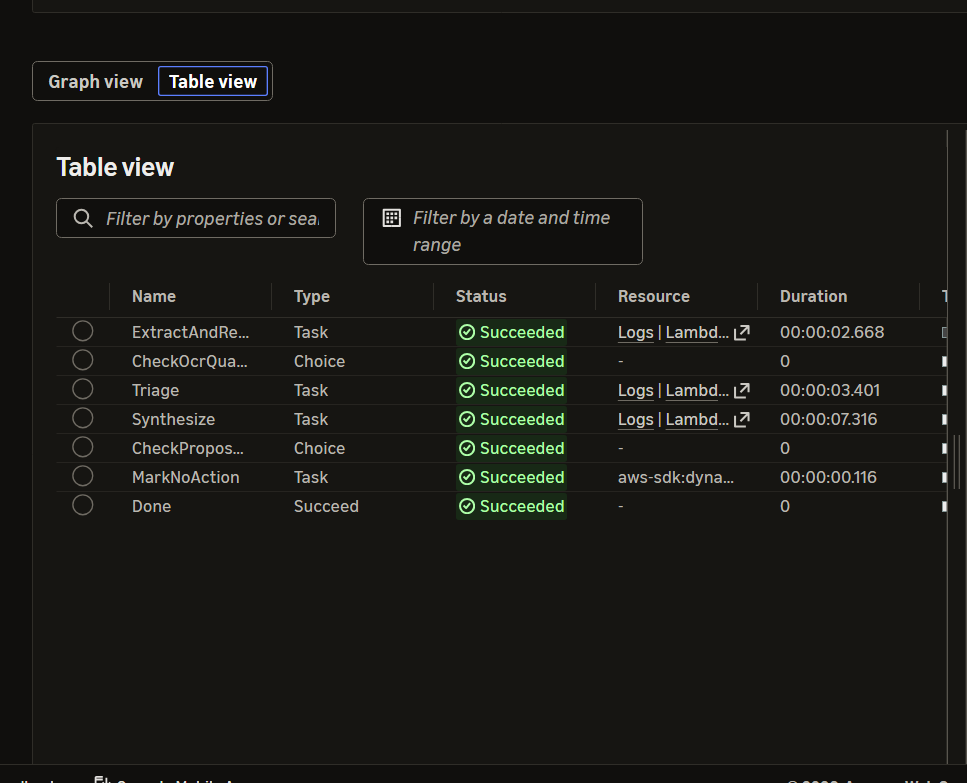 Graph view Table view
Table view
Filter by properties or sea
Filter by a date and time
range
Name Type Status Resource Duration
ExtractAndRe... Task Succeeded Logs | Lambd... 00:00:02.668
CheckOcrQua... Choice Succeeded - 0
Triage Task Succeeded Logs | Lambd... 00:00:03.401
Synthesize Task Succeeded Logs | Lambd... 00:00:07.316
CheckPropos... Choice Succeeded - 0
MarkNoAction Task Succeeded aws-sdk:dyna... 00:00:00.116
Done Succeed Succeeded - 0